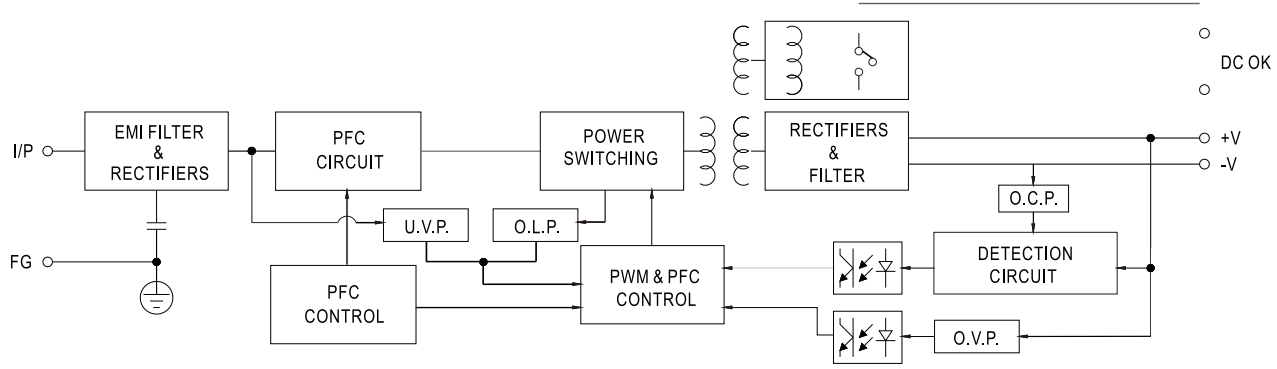 DC OK
I/P
EMI FILTER
&
RECTIFIERS
PFC
CIRCUIT
POWER
SWITCHING
RECTIFIERS
&
FILTER
+V
-V
U.V.P.
O.L.P.
O.C.P.
FG
PFC
CONTROL
PWM & PFC
CONTROL
DETECTION
CIRCUIT
O.V.P.